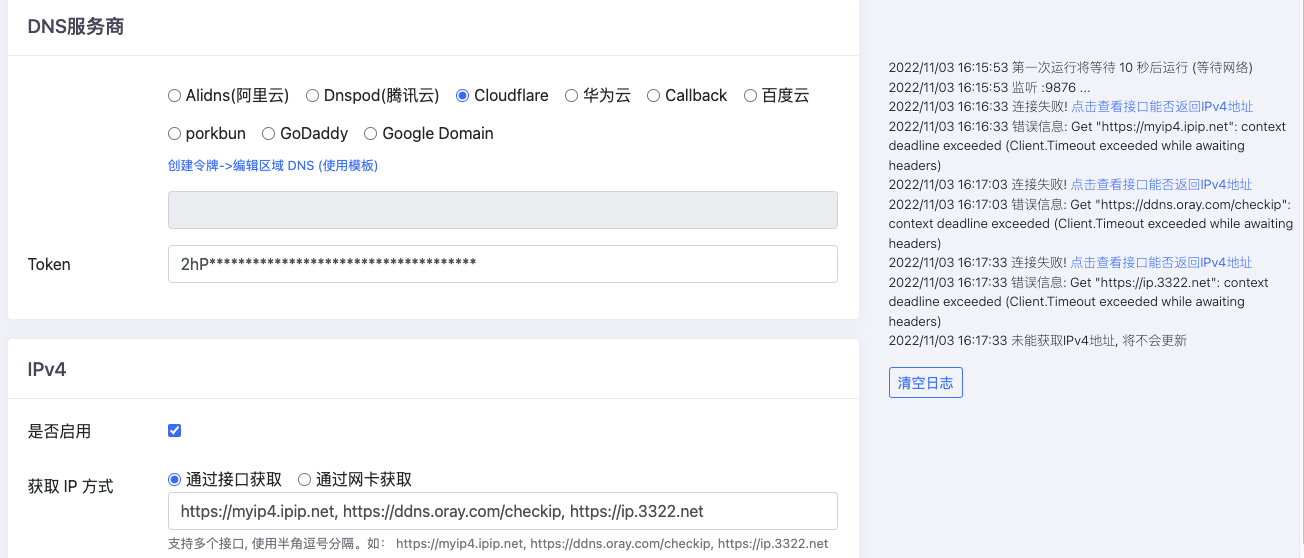 DNS服务商
Alidns(阿里云) Dnspod(腾讯云) Cloudflare 华为云 Callback 百度云
porkbun GoDaddy Google Domain
创建令牌->编辑区域 DNS (使用模板)
Token 2hP*************************************
IPv4
是否启用
获取 IP 方式 通过接口获取 通过网卡获取
https://myip4.ipip.net, https://ddns.oray.com/checkip, https://ip.3322.net
支持多个接口, 使用半角逗号分隔。如： https://myip4.ipip.net, https://ddns.oray.com/checkip, https://ip.3322.net
2022/11/03 16:15:53 第一次运行将等待 10 秒后运行 (等待网络)
2022/11/03 16:15:53 监听 :9876 ...
2022/11/03 16:16:33 连接失败! 点击查看接口能否返回IPv4地址
2022/11/03 16:16:33 错误信息: Get "https://myip4.ipip.net": context
deadline exceeded (Client.Timeout exceeded while awaiting
headers)
2022/11/03 16:17:03 连接失败! 点击查看接口能否返回IPv4地址
2022/11/03 16:17:03 错误信息: Get "https://ddns.oray.com/checkip":
context deadline exceeded (Client.Timeout exceeded while awaiting
headers)
2022/11/03 16:17:33 连接失败! 点击查看接口能否返回IPv4地址
2022/11/03 16:17:33 错误信息: Get "https://ip.3322.net": context
deadline exceeded (Client.Timeout exceeded while awaiting
headers)
2022/11/03 16:17:33 未能获取IPv4地址, 将不会更新
清空日志